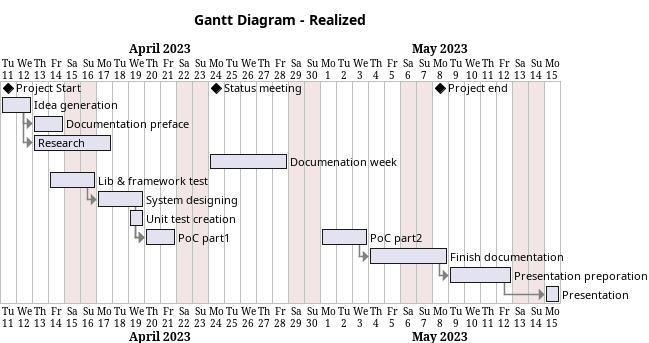 Gantt Diagram - Realized
April 2023 May 2023
Tu We Th Fr Sa Su Mo Tu We Th Fr Sa Su Mo Tu We Th Fr Sa Su Mo Tu We Th Fr Sa Su Mo Tu We Th Fr Sa Su Mo
11 12 13 14 15 16 17 18 19 20 21 22 23 24 25 26 27 28 29 30 1 2 3 4 5 6 7 8 9 10 11 12 13 14 15
Project Start Status meeting Project end
Idea generation
Documentation preface
Research
Documenation week
Lib & framework test
System designing
Unit test creation
PoC part1 PoC part2
Finish documentation
Presentation preporation
Presentation
Tu We Th Fr Sa Su Mo Tu We Th Fr Sa Su Mo Tu We Th Fr Sa Su Mo Tu We Th Fr Sa Su Mo Tu We Th Fr Sa Su Mo
11 12 13 14 15 16 17 18 19 20 21 22 23 24 25 26 27 28 29 30 1 2 3 4 5 6 7 8 9 10 11 12 13 14 15
April 2023 May 2023